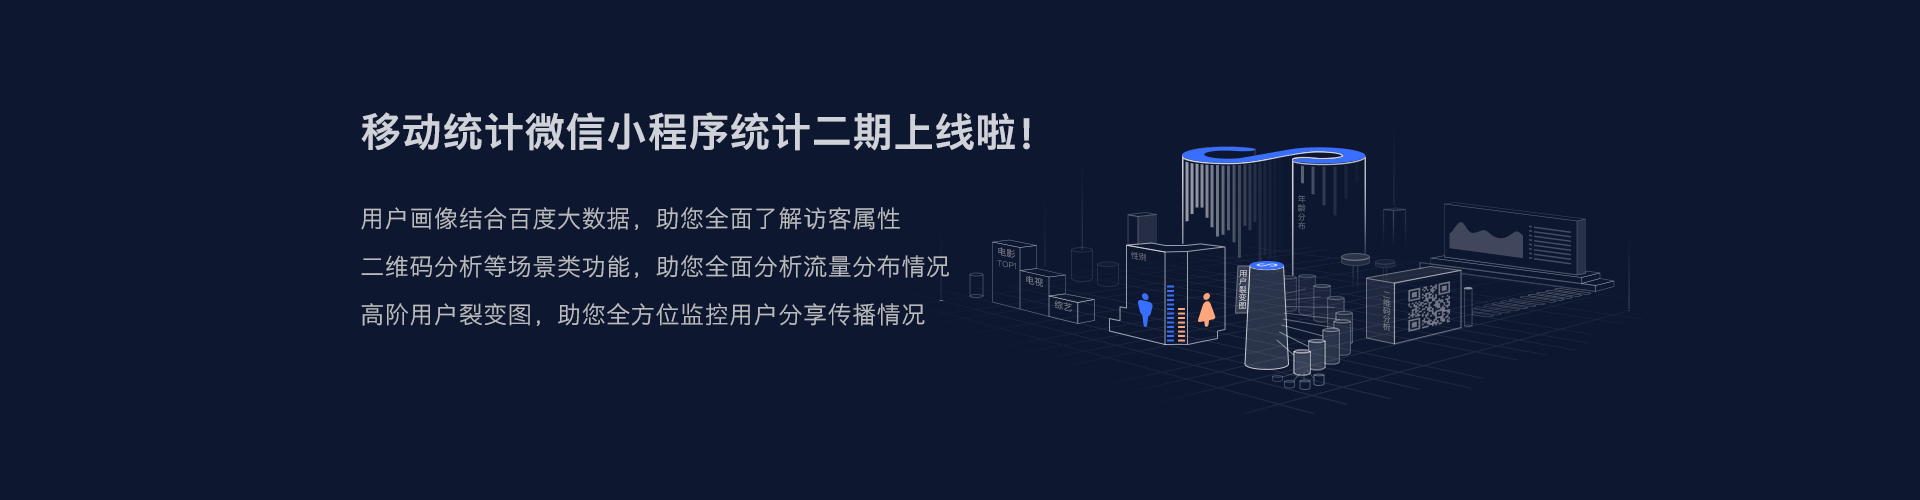 移动统计微信小程序统计二期上线啦!
用户画像结合百度大数据，助您全面了解访客属性
二维码分析等场景类功能，助您全面分析流量分布情况
高阶用户裂变图，助您全方位监控用户分享传播情况
年龄分布
电影
TOP1
电视
综艺
性别
用户裂变图
二维码分析